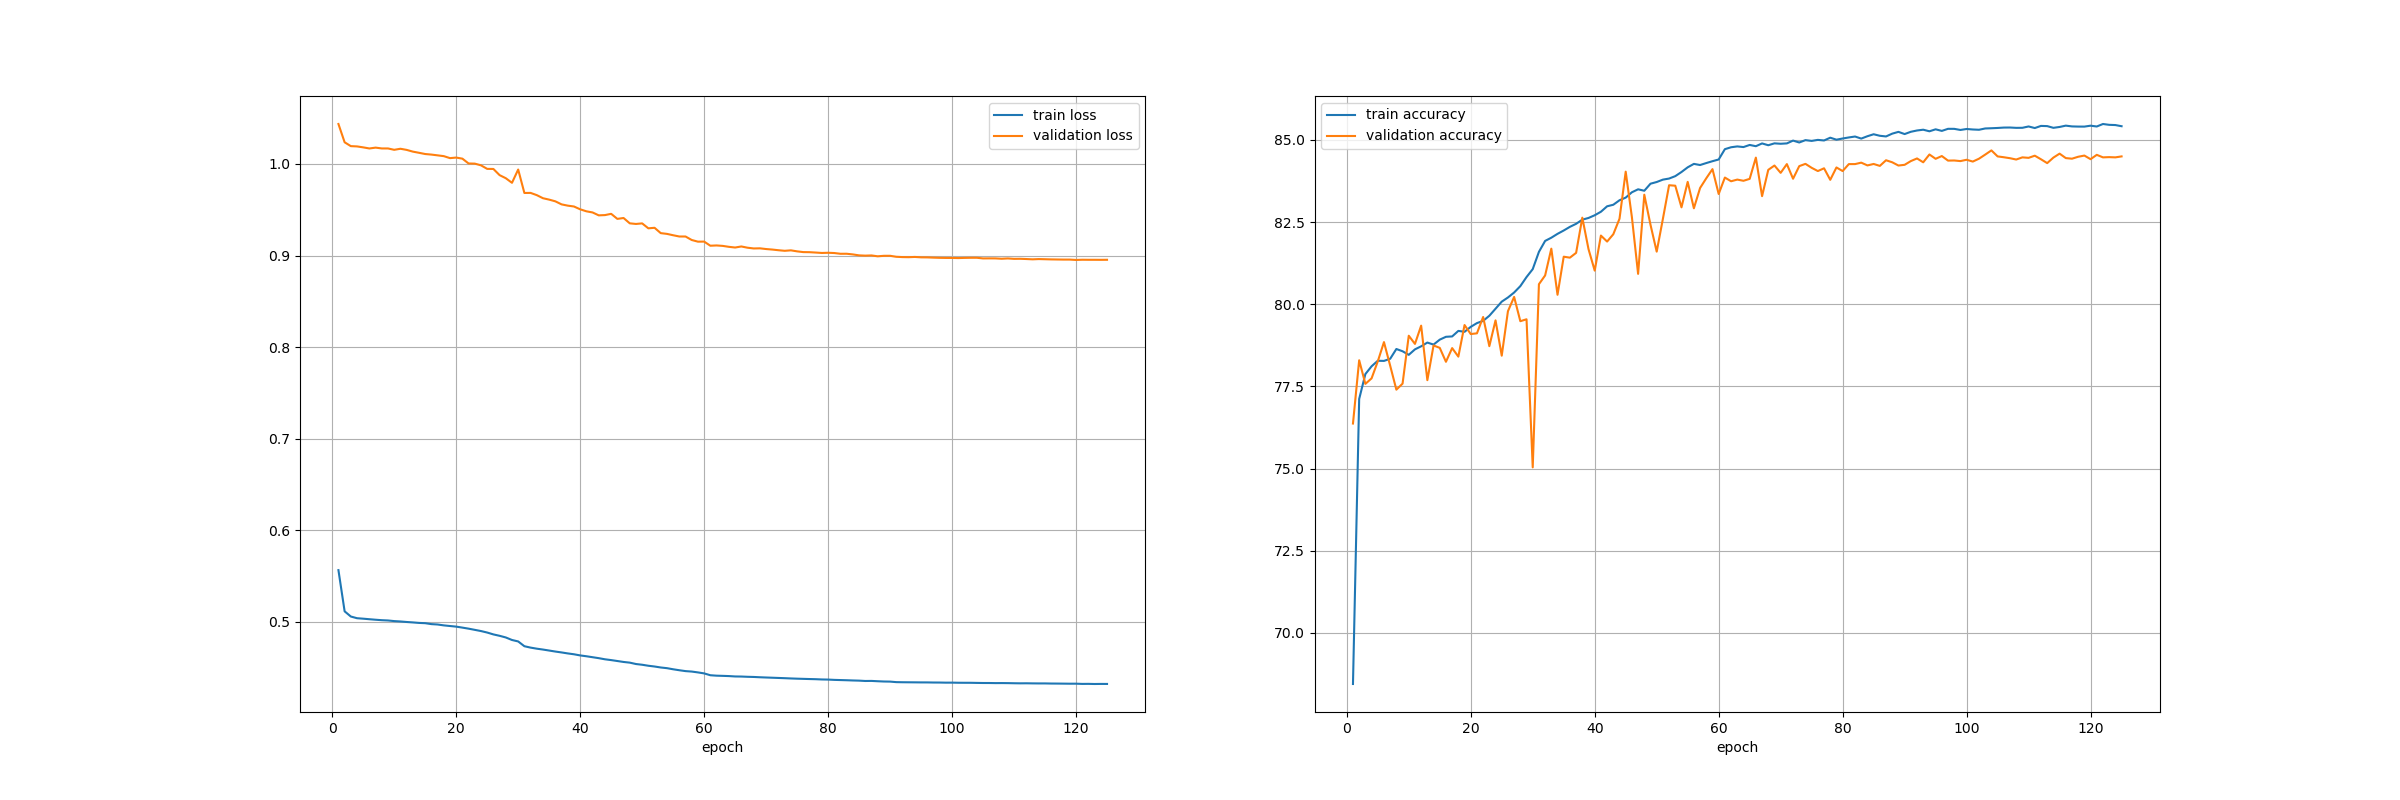 train loss
validation loss
1.0
0.9
0.8
0.7
0.6
0.5
0 20 40 60 80 100 120
epoch
train accuracy
validation accuracy
85.0
82.5
80.0
77.5
75.0
72.5
70.0
0 20 40 60 80 100 120
epoch